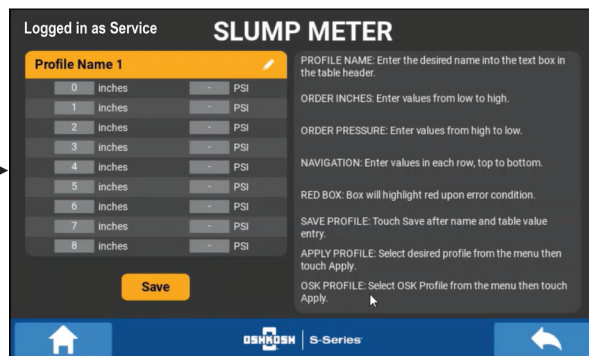 Logged in as Service
SLUMP METER
Profile Name 1
0 inches - PSI
1 inches - PSI
2 inches - PSI
3 inches - PSI
4 inches - PSI
5 inches - PSI
6 inches - PSI
7 inches - PSI
8 inches - PSI
Save
PROFILE NAME: Enter the desired name into the text box in
the table header.
ORDER INCHES: Enter values from low to high.
ORDER PRESSURE: Enter values from high to low.
NAVIGATION: Enter values in each row, top to bottom.
RED BOX: Box will highlight red upon error condition.
SAVE PROFILE: Touch Save after name and table value
entry.
APPLY PROFILE: Select desired profile from the menu then
touch Apply.
OSK PROFILE: Select OSK Profile from the menu then touch
Apply.
OSHKOSH | S-Series